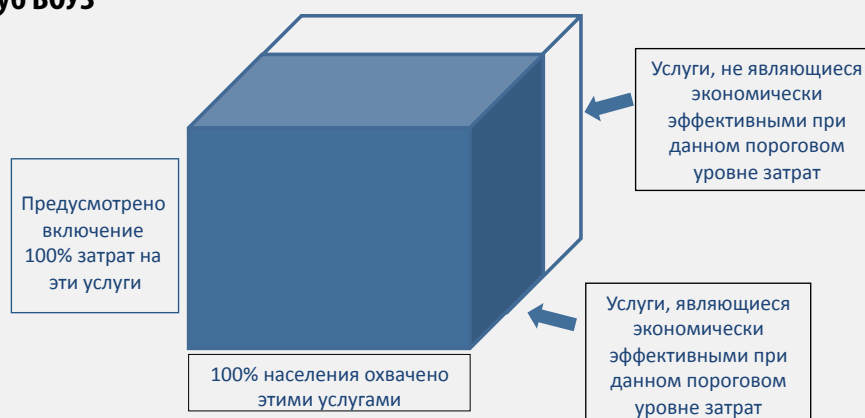 Услуги, не являющиеся
экономически
эффективными при
данном пороговом
уровне затрат
Предусмотрено
включение
100% затрат на
эти услуги
Услуги, являющиеся
экономически
эффективными при
данном пороговом
уровне затрат
100% населения охвачено
этими услугами